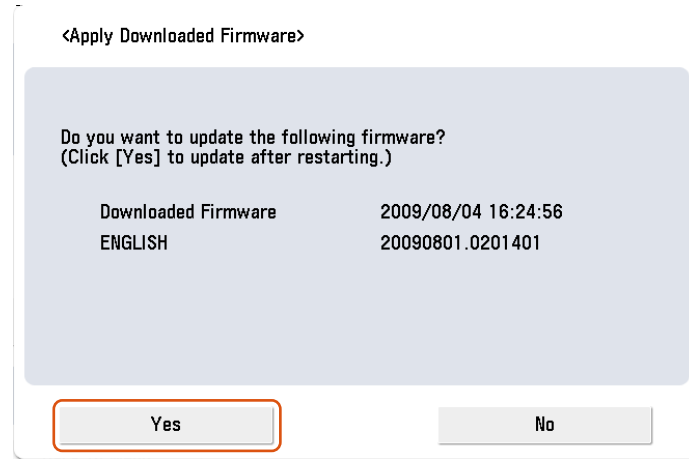 <Apply Downloaded Firmware>
Do you want to update the following firmware?
(Click [Yes] to update after restarting.)
Downloaded Firmware 2009/08/04 16:24:56
ENGLISH 20090801.0201401
Yes No